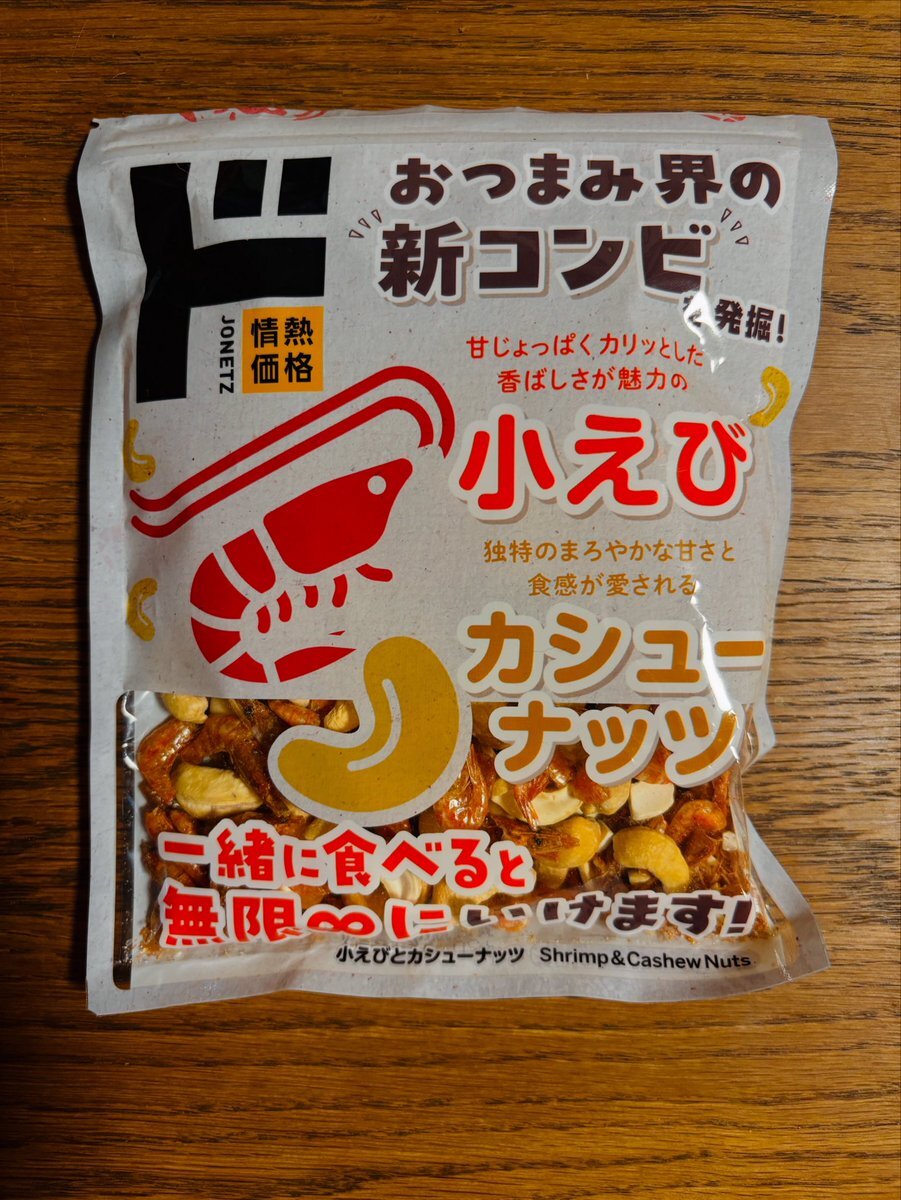 ド
JONETZ
情熱
価格
おつまみ界の
新コンビ
を発掘!
甘じょっぱくカリッとした
香ばしさが魅力の
小えび
独特のまろやかな甘さと
食感が愛される
カシュー
ナッツ
一緒に食べると
無限∞にいけます!
小えびとカシューナッツ Shrimp & Cashew Nuts